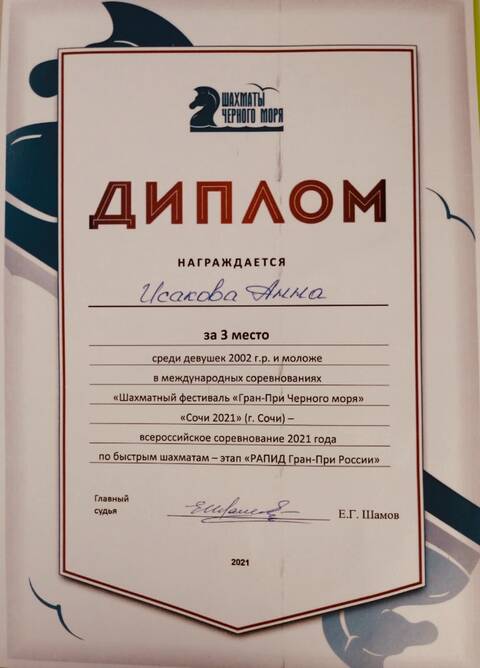 ШАХМАТЫ
ЧЕРНОГО МОРЯ
ДИПЛОМ
НАГРАЖДАЕТСЯ
Исакова Анна
за 3 место
среди девушек 2002 г.р. и моложе
в международных соревнованиях
«Шахматный фестиваль «Гран-При Черного моря»
«Сочи 2021» (г. Сочи) –
всероссийское соревнование 2021 года
по быстрым шахматам – этап «РАПИД Гран-При России»
Главный
судья
Е.Г. Шамов
2021